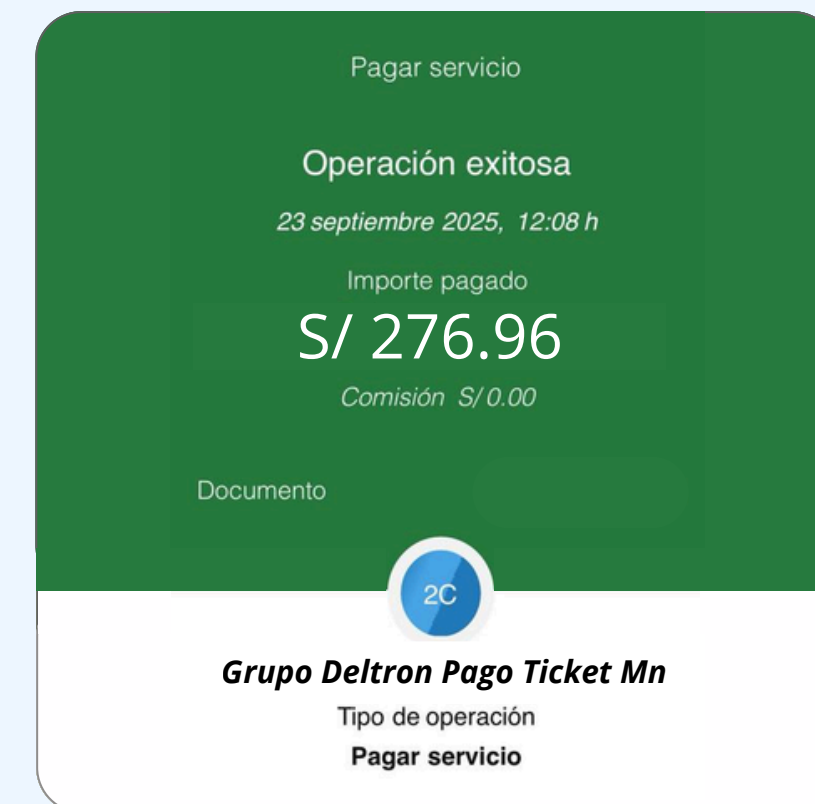 Pagar servicio
Operación exitosa
23 septiembre 2025, 12:08 h
Importe pagado
S/ 276.96
Comisión S/ 0.00
Documento
2C
Grupo Deltron Pago Ticket Mn
Tipo de operación
Pagar servicio